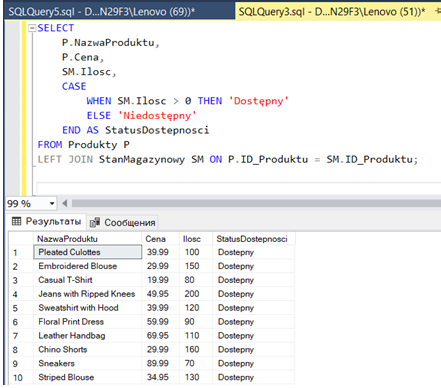 SQLQuery5.sql - D...N29F3\Lenovo (69))*
SQLQuery3.sql - D...N29F3\Lenovo (51))*
SELECT
P.NazwaProduktu,
P.Cena,
SM.Ilosc,
CASE
WHEN SM.Ilosc > 0 THEN 'Dostępny'
ELSE 'Niedostępny'
END AS StatusDostepnosci
FROM Produkty P
LEFT JOIN StanMagazynowy SM ON P.ID_Produktu = SM.ID_Produktu;
99 %
Результаты Сообщения
NazwaProduktu Cena Ilosc StatusDostepnosci
1 Pleated Culottes 39.99 100 Dostepny
2 Embroidered Blouse 29.99 150 Dostepny
3 Casual T-Shirt 19.99 80 Dostepny
4 Jeans with Ripped Knees 49.95 200 Dostepny
5 Sweatshirt with Hood 39.99 120 Dostepny
6 Floral Print Dress 59.99 90 Dostepny
7 Leather Handbag 69.95 110 Dostepny
8 Chino Shorts 29.99 160 Dostepny
9 Sneakers 89.99 70 Dostepny
10 Striped Blouse 34.95 130 Dostepny